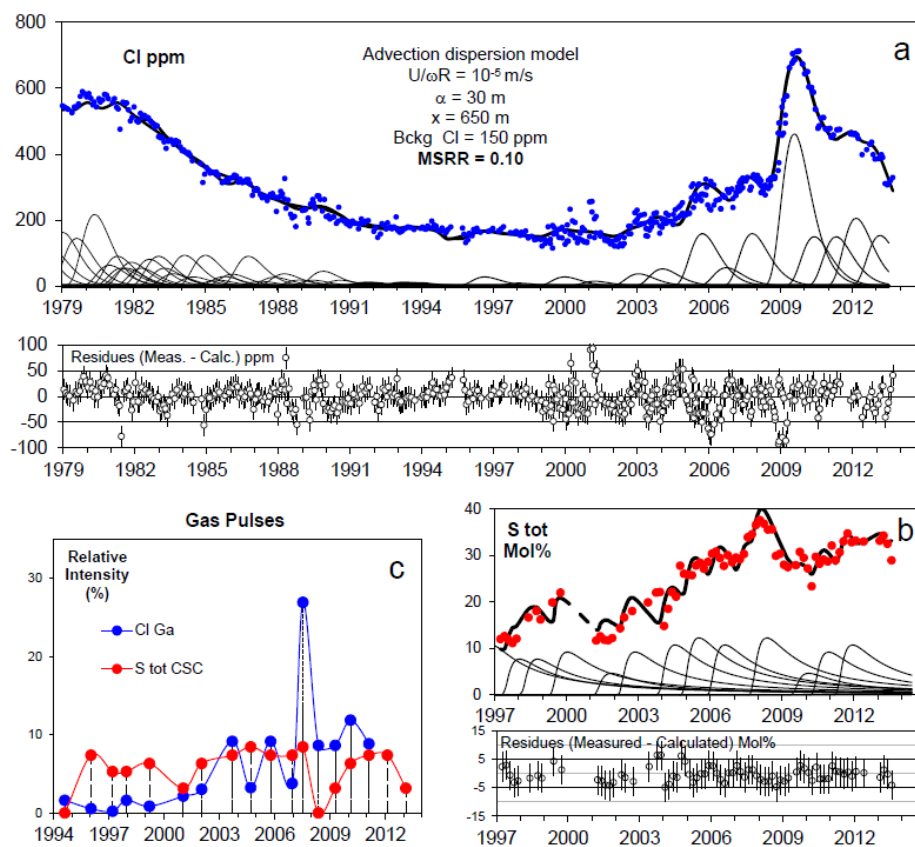 800
600
400
200
0
Cl ppm
Advection dispersion model
U/ωR = 10⁻⁵ m/s
α = 30 m
x = 650 m
Bckg Cl = 150 ppm
MSRR = 0.10
a
1979 1982 1985 1988 1991 1994 1997 2000 2003 2006 2009 2012
Residues (Meas. - Calc.) ppm
100
50
0
-50
-100
1979 1982 1985 1988 1991 1994 1997 2000 2003 2006 2009 2012
Gas Pulses
30
20
10
0
Relative
Intensity
(%)
c
Cl Ga
S tot CSC
1994 1997 2000 2003 2006 2009 2012
40
30
20
10
0
S tot
Mol%
b
1997 2000 2003 2006 2009 2012
Residues (Measured - Calculated) Mol%
15
5
-5
-15
1997 2000 2003 2006 2009 2012